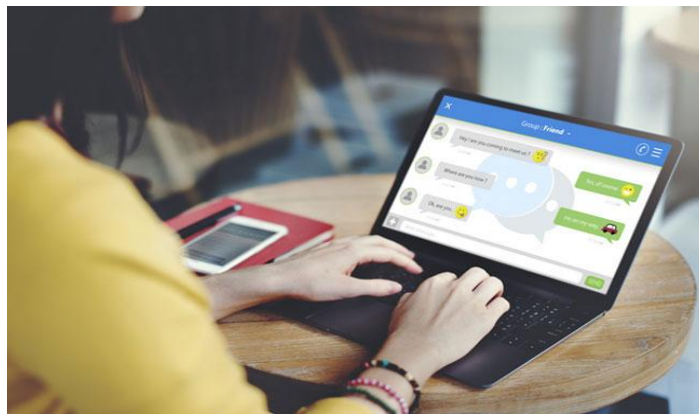 Group : Friend
Hey ! are you coming to meet us ?
Yes, of course
Where are you now ?
I'm on my way
Ok, see you.
SEND